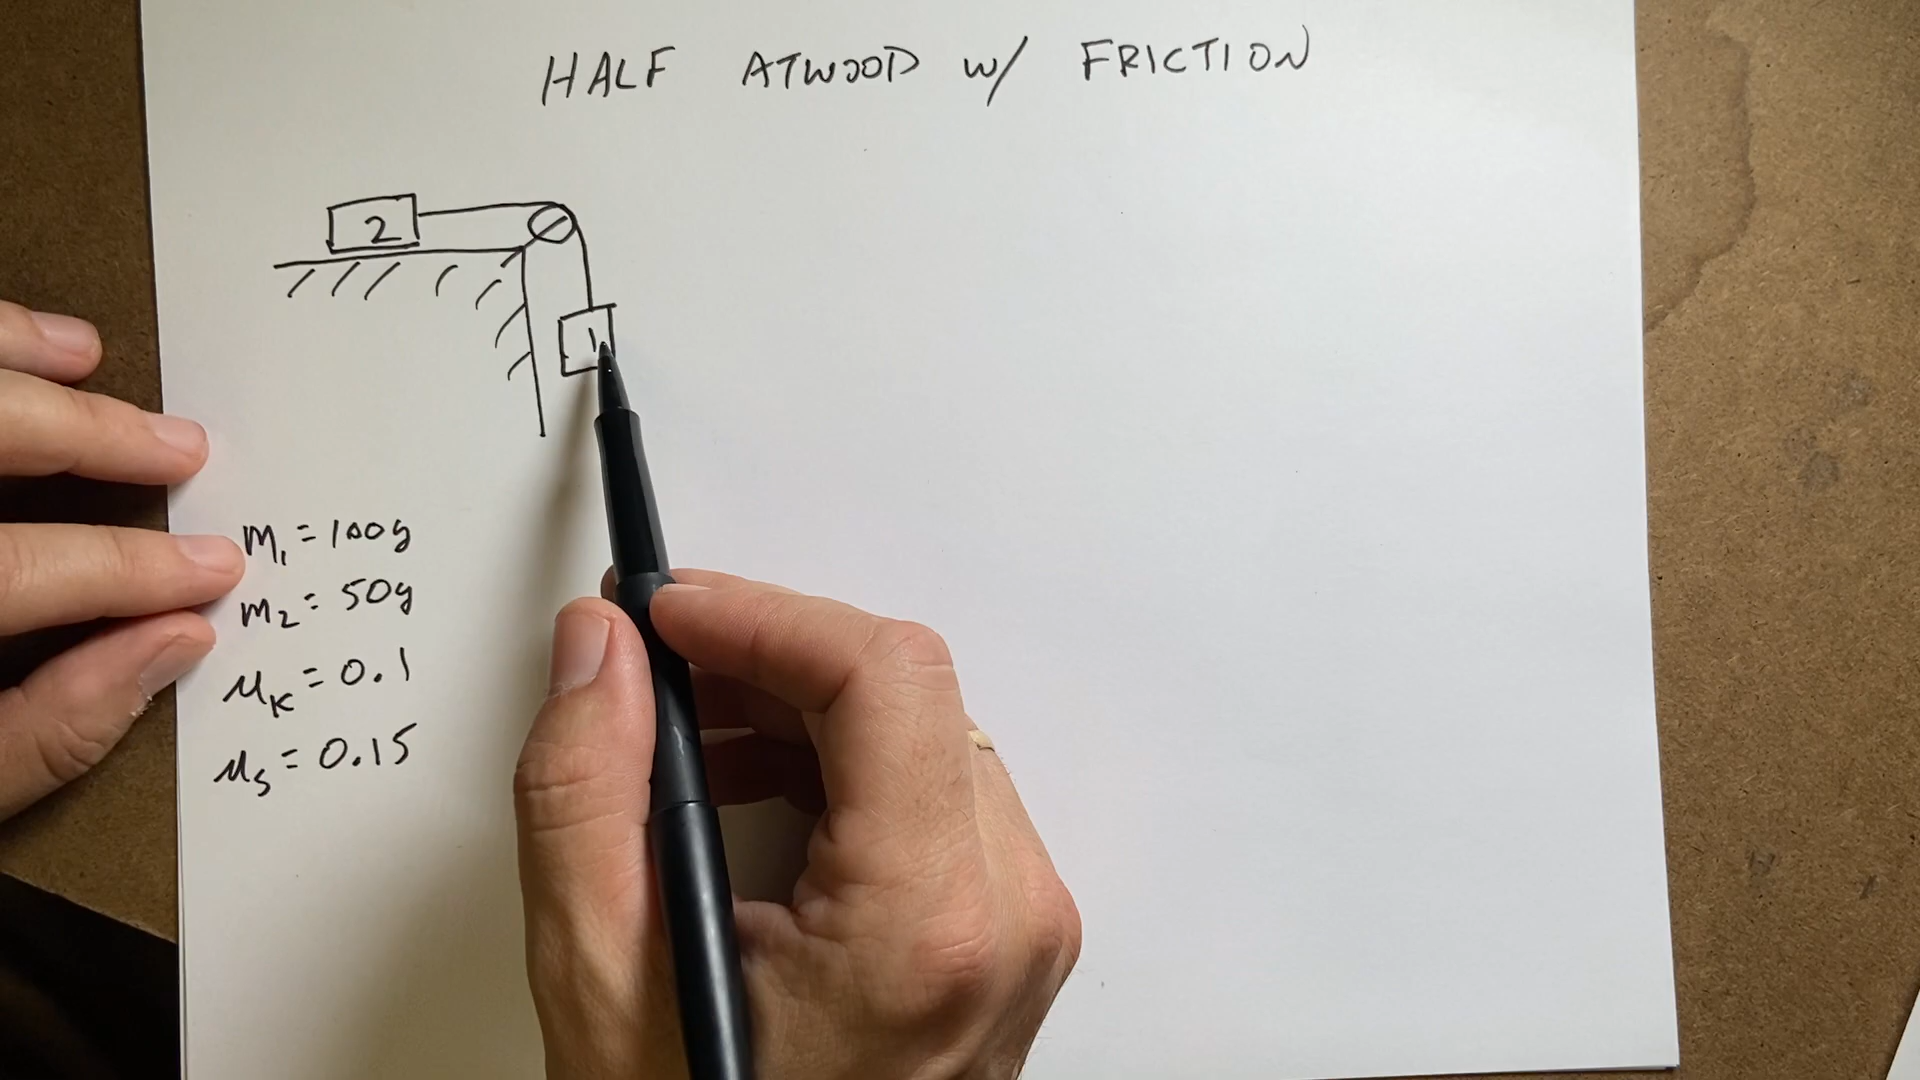 HALF ATWOOD w/ FRICTION
2
1
m₁ = 100g
m₂ = 50g
μₖ = 0.1
μₛ = 0.15